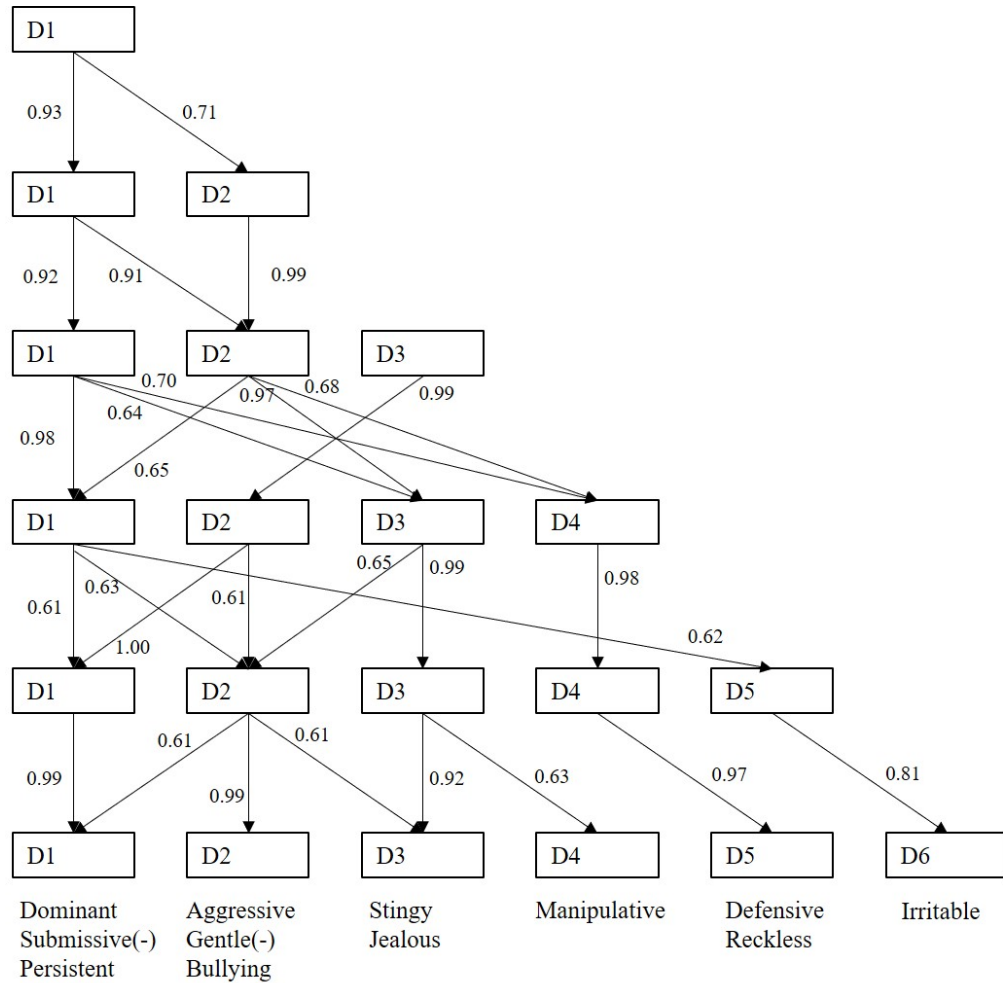 D1
0.93
0.71
D1
D2
0.92
0.91
0.99
D1
D2
D3
0.70
0.97
0.68
0.99
0.64
0.98
0.65
D1
D2
D3
D4
0.63
0.61
0.65
0.99
0.98
0.61
1.00
0.62
D1
D2
D3
D4
D5
0.61
0.61
0.99
0.99
0.92
0.63
0.97
0.81
D1
D2
D3
D4
D5
D6
Dominant
Submissive(-)
Persistent
Aggressive
Gentle(-)
Bullying
Stingy
Jealous
Manipulative
Defensive
Reckless
Irritable